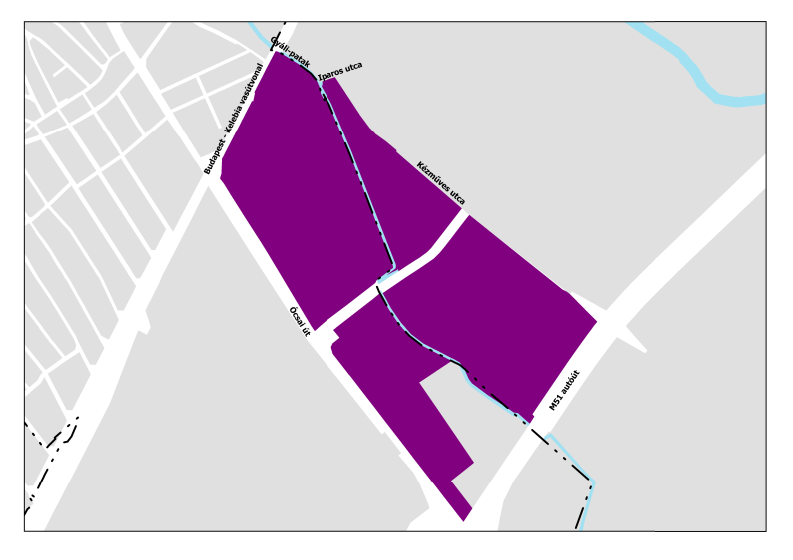 Gyáli-patak
Iparos utca
Budapest - Kelebia vasútvonal
Kézműves utca
Ócsai út
M51 autóút